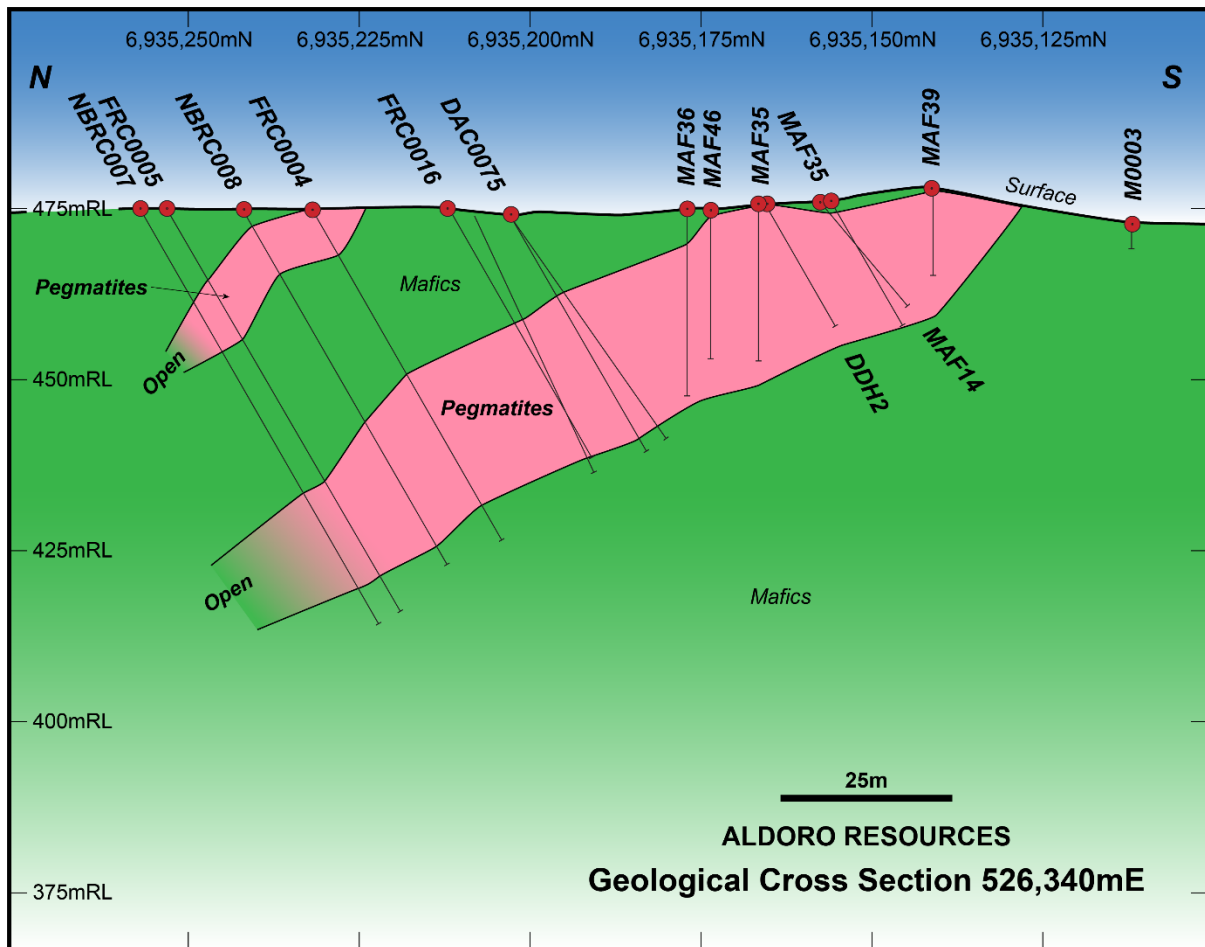 6,935,250mN
6,935,225mN
6,935,200mN
6,935,175mN
6,935,150mN
6,935,125mN
N
S
NBRC007
FRC0005
NBRC008
FRC0004
FRC0016
DAC0075
MAF36
MAF46
MAF35
MAF35
MAF39
M0003
Surface
475mRL
Pegmatites
Mafics
Open
450mRL
Pegmatites
DDH2
MAF14
425mRL
Open
Mafics
400mRL
25m
ALDORO RESOURCES
Geological Cross Section 526,340mE
375mRL